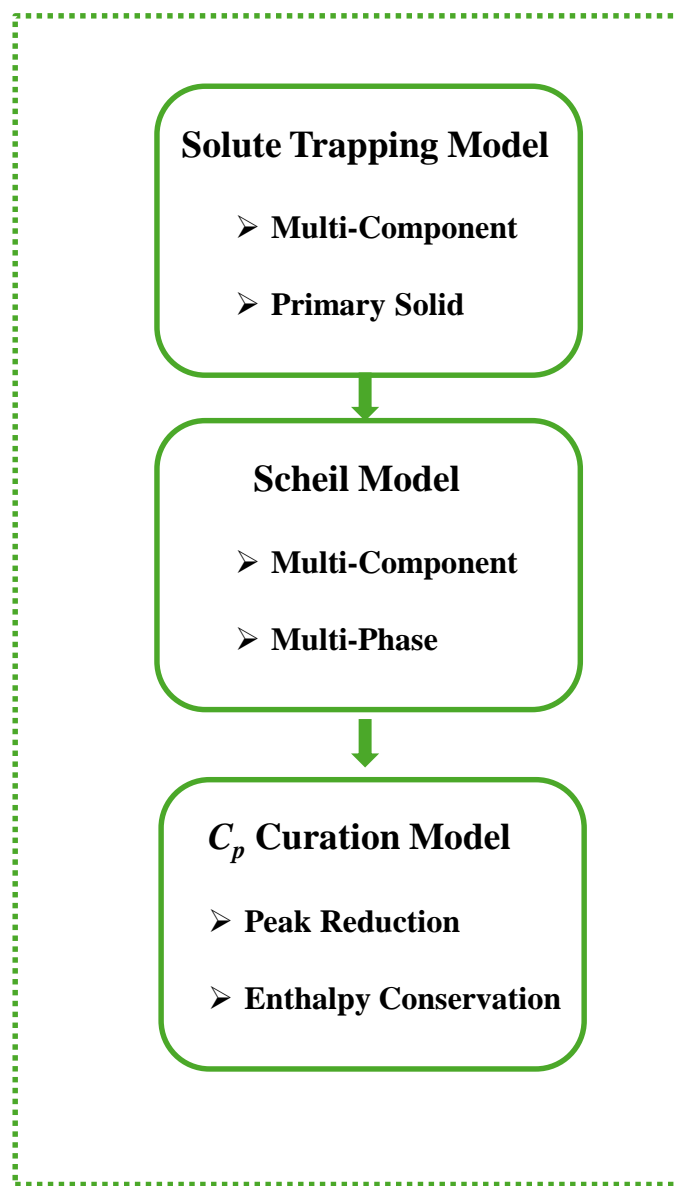 Solute Trapping Model
➢ Multi-Component
➢ Primary Solid
Scheil Model
➢ Multi-Component
➢ Multi-Phase
Cp Curation Model
➢ Peak Reduction
➢ Enthalpy Conservation